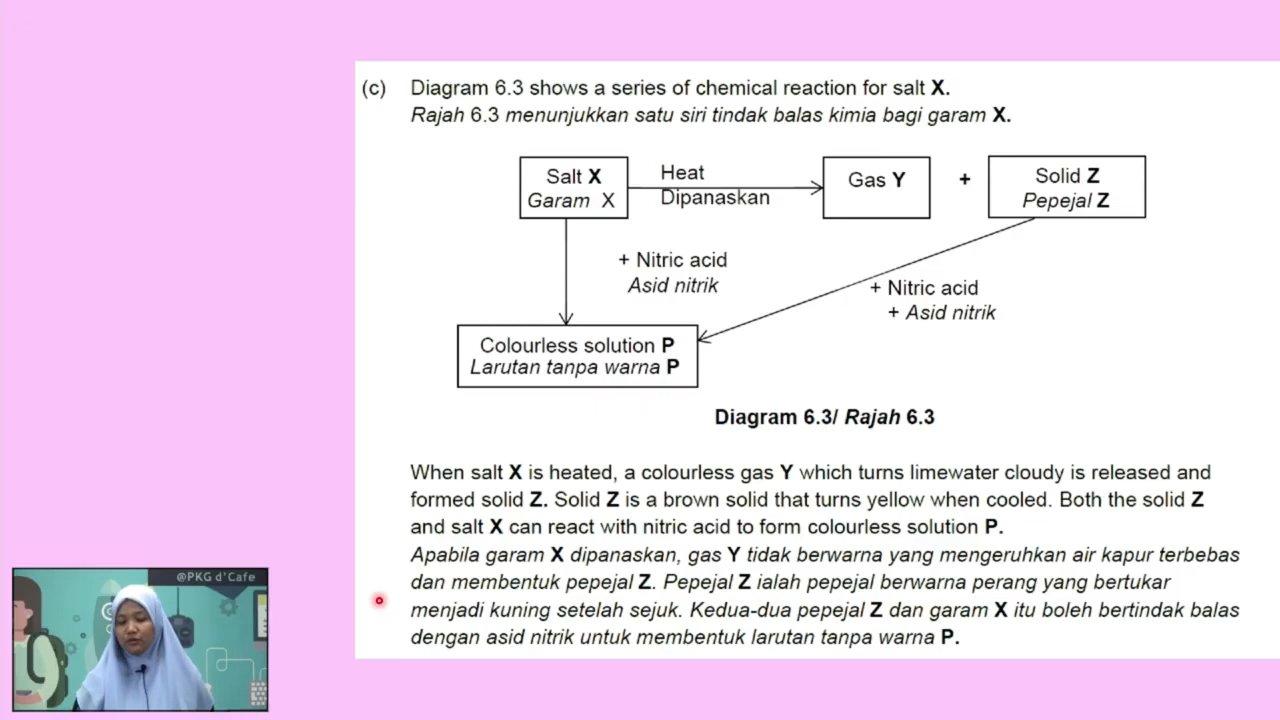 (c) Diagram 6.3 shows a series of chemical reaction for salt X.
Rajah 6.3 menunjukkan satu siri tindak balas kimia bagi garam X.
Salt X
Garam X
Heat
Dipanaskan
Gas Y
+
Solid Z
Pepejal Z
+ Nitric acid
Asid nitrik
+ Nitric acid
+ Asid nitrik
Colourless solution P
Larutan tanpa warna P
Diagram 6.3/ Rajah 6.3
When salt X is heated, a colourless gas Y which turns limewater cloudy is released and
formed solid Z. Solid Z is a brown solid that turns yellow when cooled. Both the solid Z
and salt X can react with nitric acid to form colourless solution P.
Apabila garam X dipanaskan, gas Y tidak berwarna yang mengeruhkan air kapur terbebas
dan membentuk pepejal Z. Pepejal Z ialah pepejal berwarna perang yang bertukar
menjadi kuning setelah sejuk. Kedua-dua pepejal Z dan garam X itu boleh bertindak balas
dengan asid nitrik untuk membentuk larutan tanpa warna P.
@PKG d'Cafe